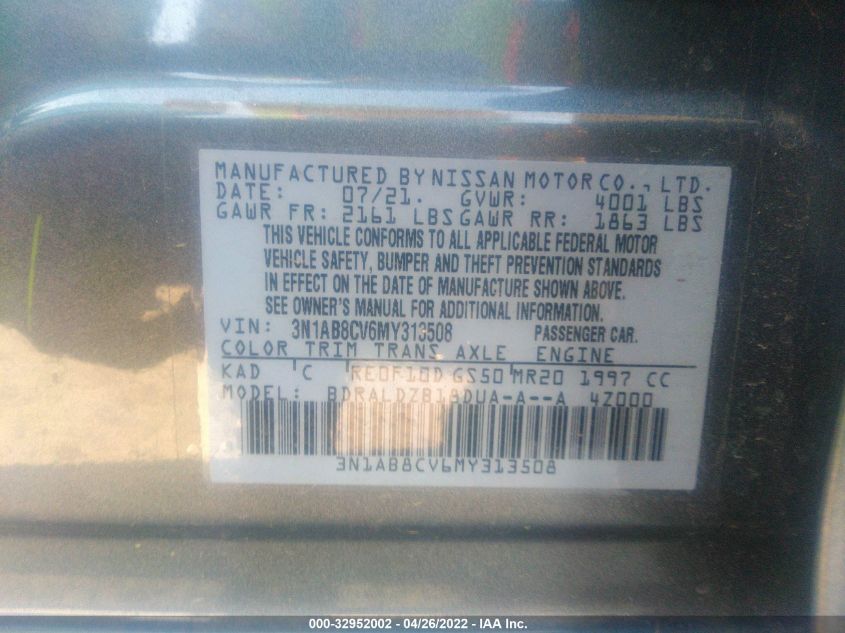 MANUFACTURED BY NISSAN MOTOR CO., LTD.
DATE: 07/21. GVWR: 4001 LBS
GAWR FR: 2161 LBS GAWR RR: 1863 LBS
THIS VEHICLE CONFORMS TO ALL APPLICABLE FEDERAL MOTOR
VEHICLE SAFETY, BUMPER AND THEFT PREVENTION STANDARDS
IN EFFECT ON THE DATE OF MANUFACTURE SHOWN ABOVE.
SEE OWNER'S MANUAL FOR ADDITIONAL INFORMATION.
VIN: 3N1AB8CV6MY313508 PASSENGER CAR.
COLOR TRIM TRANS AXLE ENGINE
KAD C RE0F10D GS50 MR20 1997 CC
MODEL: BDRALDZB19DUA-A--A 4Z000
3N1AB8CV6MY313508
000-32952002 - 04/26/2022 - IAA Inc.